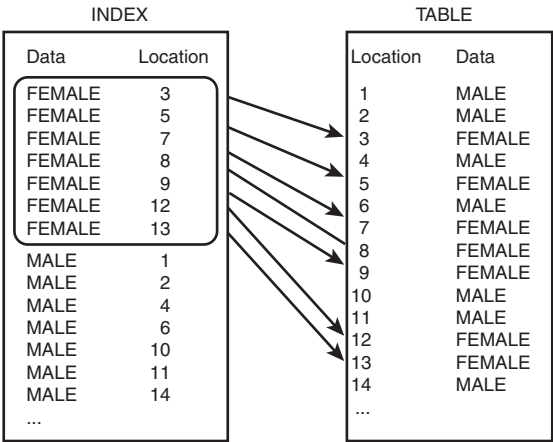 INDEX
Data Location
FEMALE 3
FEMALE 5
FEMALE 7
FEMALE 8
FEMALE 9
FEMALE 12
FEMALE 13
MALE 1
MALE 2
MALE 4
MALE 6
MALE 10
MALE 11
MALE 14
...
TABLE
Location Data
1 MALE
2 MALE
3 FEMALE
4 MALE
5 FEMALE
6 MALE
7 FEMALE
8 FEMALE
9 FEMALE
10 MALE
11 MALE
12 FEMALE
13 FEMALE
14 MALE
...